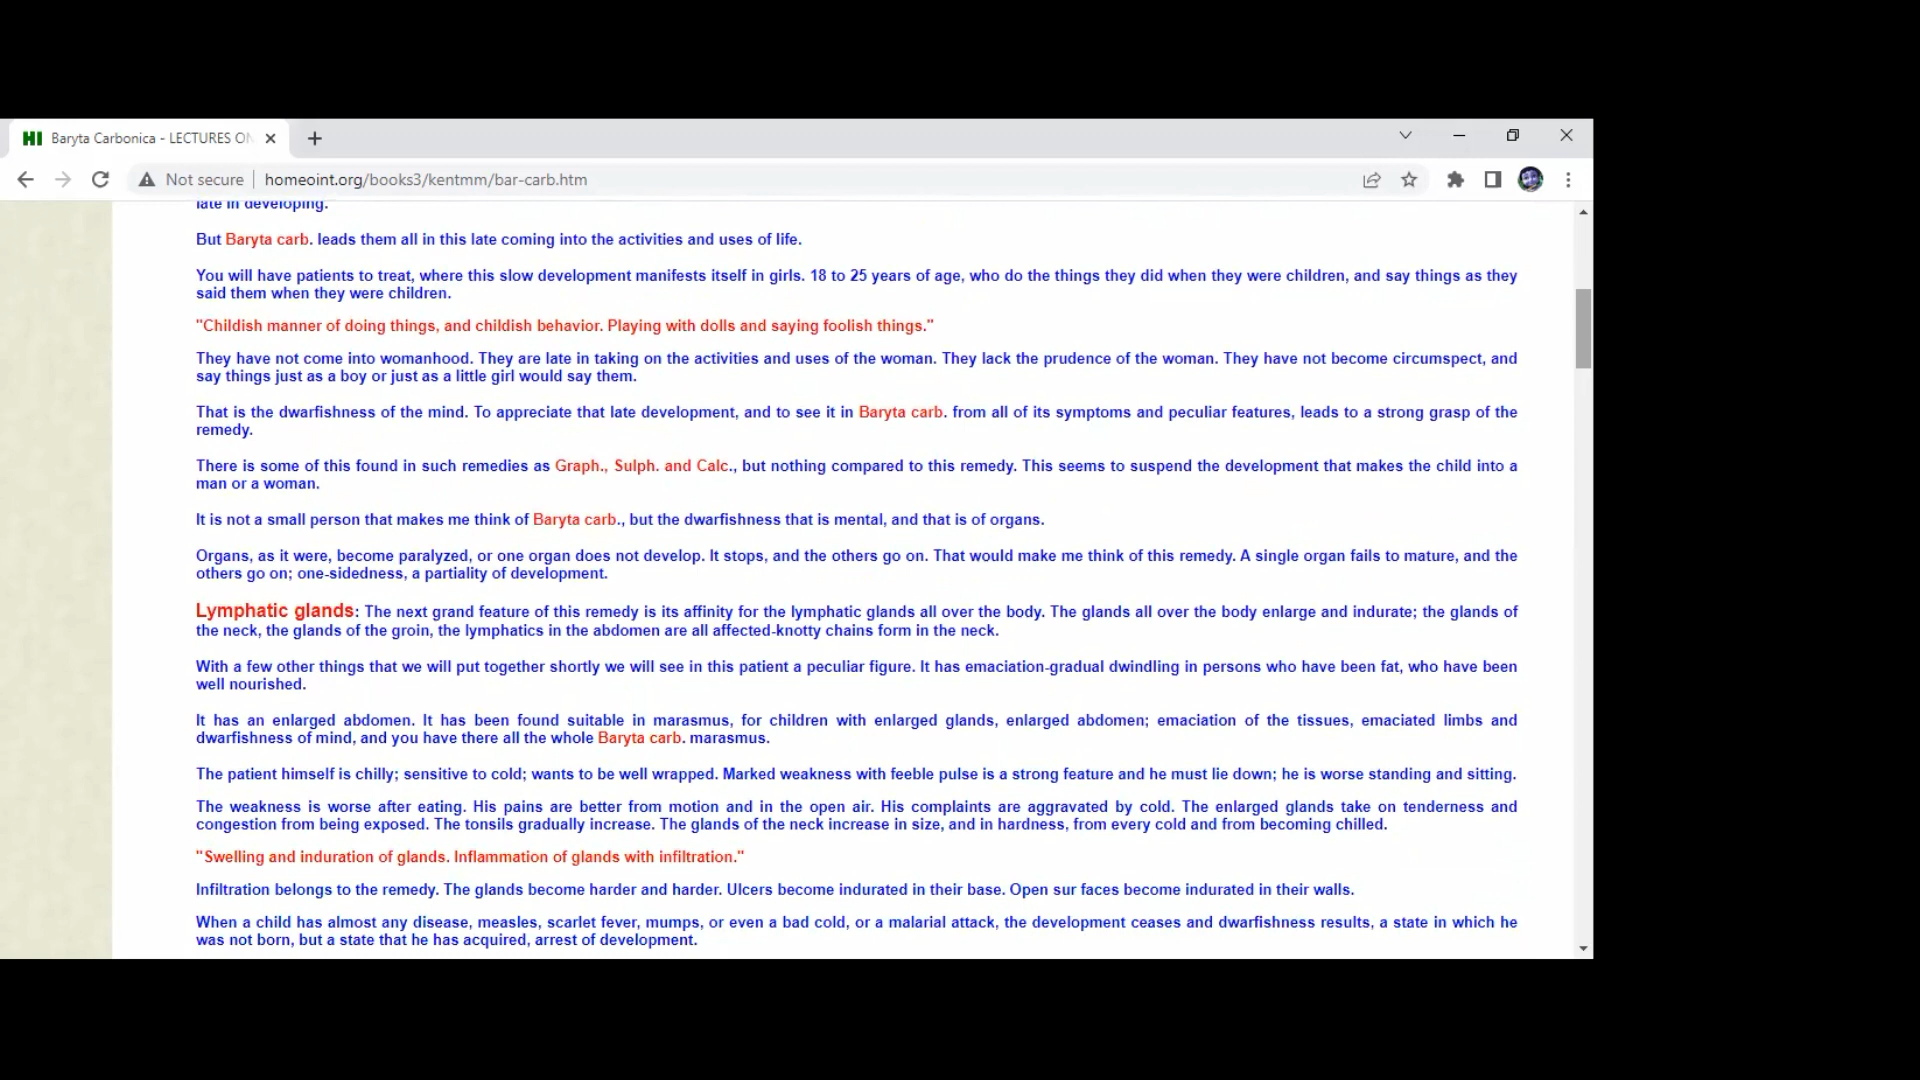 HI Baryta Carbonica - LECTURES ON
Not secure homeoint.org/books3/kentmm/bar-carb.htm
late in developing.
But Baryta carb. leads them all in this late coming into the activities and uses of life.
You will have patients to treat, where this slow development manifests itself in girls. 18 to 25 years of age, who do the things they did when they were children, and say things as they
said them when they were children.
"Childish manner of doing things, and childish behavior. Playing with dolls and saying foolish things."
They have not come into womanhood. They are late in taking on the activities and uses of the woman. They lack the prudence of the woman. They have not become circumspect, and
say things just as a boy or just as a little girl would say them.
That is the dwarfishness of the mind. To appreciate that late development, and to see it in Baryta carb. from all of its symptoms and peculiar features, leads to a strong grasp of the
remedy.
There is some of this found in such remedies as Graph., Sulph. and Calc., but nothing compared to this remedy. This seems to suspend the development that makes the child into a
man or a woman.
It is not a small person that makes me think of Baryta carb., but the dwarfishness that is mental, and that is of organs.
Organs, as it were, become paralyzed, or one organ does not develop. It stops, and the others go on. That would make me think of this remedy. A single organ fails to mature, and the
others go on; one-sidedness, a partiality of development.
Lymphatic glands: The next grand feature of this remedy is its affinity for the lymphatic glands all over the body. The glands all over the body enlarge and indurate; the glands of
the neck, the glands of the groin, the lymphatics in the abdomen are all affected-knotty chains form in the neck.
With a few other things that we will put together shortly we will see in this patient a peculiar figure. It has emaciation-gradual dwindling in persons who have been fat, who have been
well nourished.
It has an enlarged abdomen. It has been found suitable in marasmus, for children with enlarged glands, enlarged abdomen; emaciation of the tissues, emaciated limbs and
dwarfishness of mind, and you have there all the whole Baryta carb. marasmus.
The patient himself is chilly; sensitive to cold; wants to be well wrapped. Marked weakness with feeble pulse is a strong feature and he must lie down; he is worse standing and sitting.
The weakness is worse after eating. His pains are better from motion and in the open air. His complaints are aggravated by cold. The enlarged glands take on tenderness and
congestion from being exposed. The tonsils gradually increase. The glands of the neck increase in size, and in hardness, from every cold and from becoming chilled.
"Swelling and induration of glands. Inflammation of glands with infiltration."
Infiltration belongs to the remedy. The glands become harder and harder. Ulcers become indurated in their base. Open sur faces become indurated in their walls.
When a child has almost any disease, measles, scarlet fever, mumps, or even a bad cold, or a malarial attack, the development ceases and dwarfishness results, a state in which he
was not born, but a state that he has acquired, arrest of development.